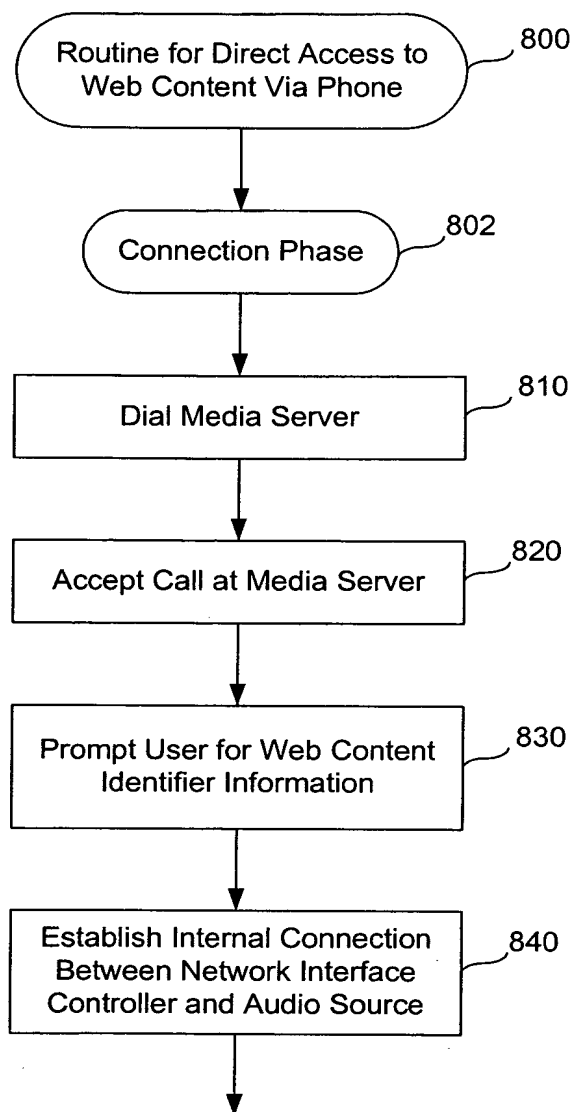 Routine for Direct Access to
Web Content Via Phone
800
Connection Phase
802
Dial Media Server
810
Accept Call at Media Server
820
Prompt User for Web Content
Identifier Information
830
Establish Internal Connection
Between Network Interface
Controller and Audio Source
840